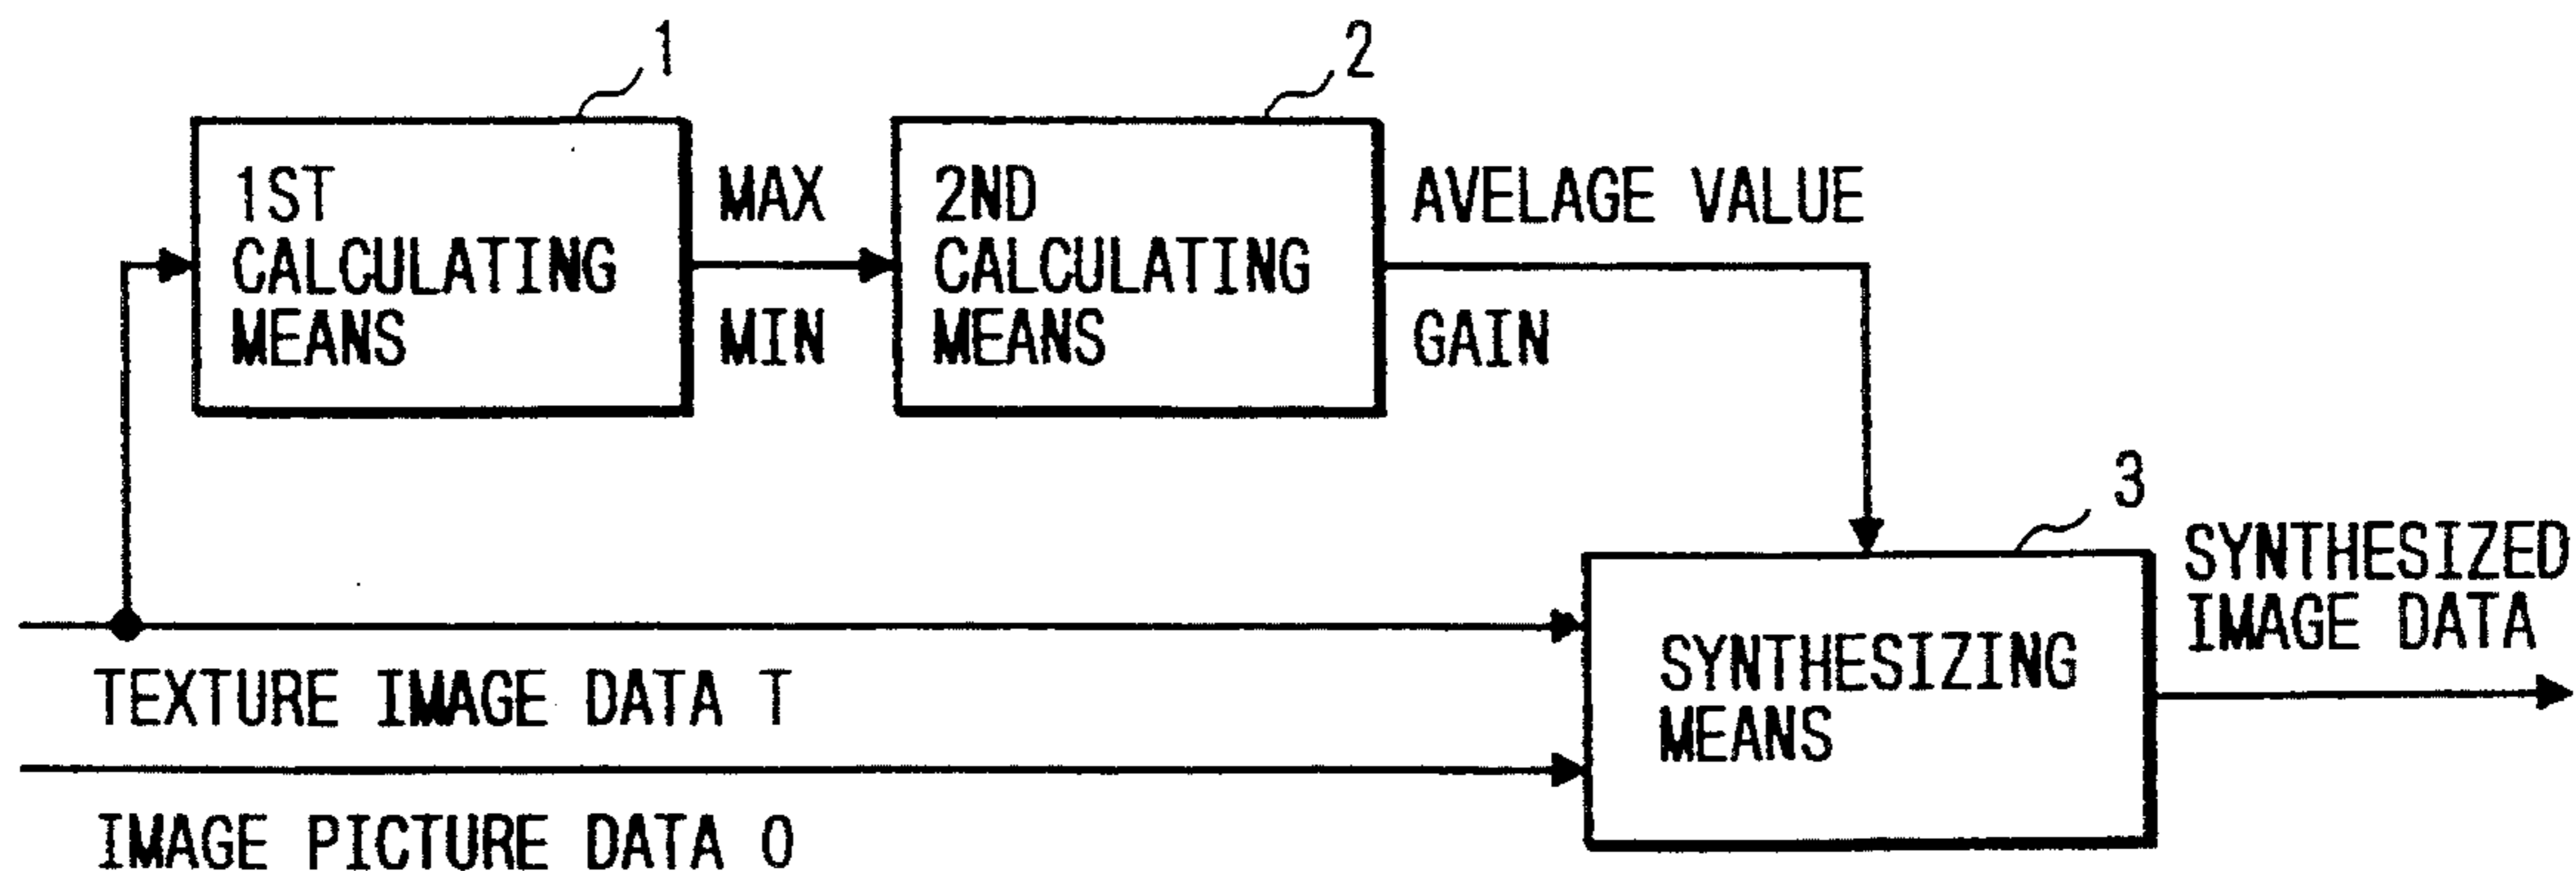 1
2
1ST
CALCULATING
MEANS
MAX
MIN
2ND
CALCULATING
MEANS
AVELAGE VALUE
GAIN
3
SYNTHESIZED
IMAGE DATA
SYNTHESIZING
MEANS
TEXTURE IMAGE DATA T
IMAGE PICTURE DATA O